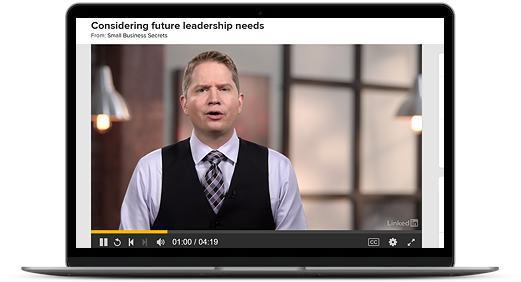 Considering future leadership needs
From: Small Business Secrets
LinkedIn
01:00 / 04:19
CC